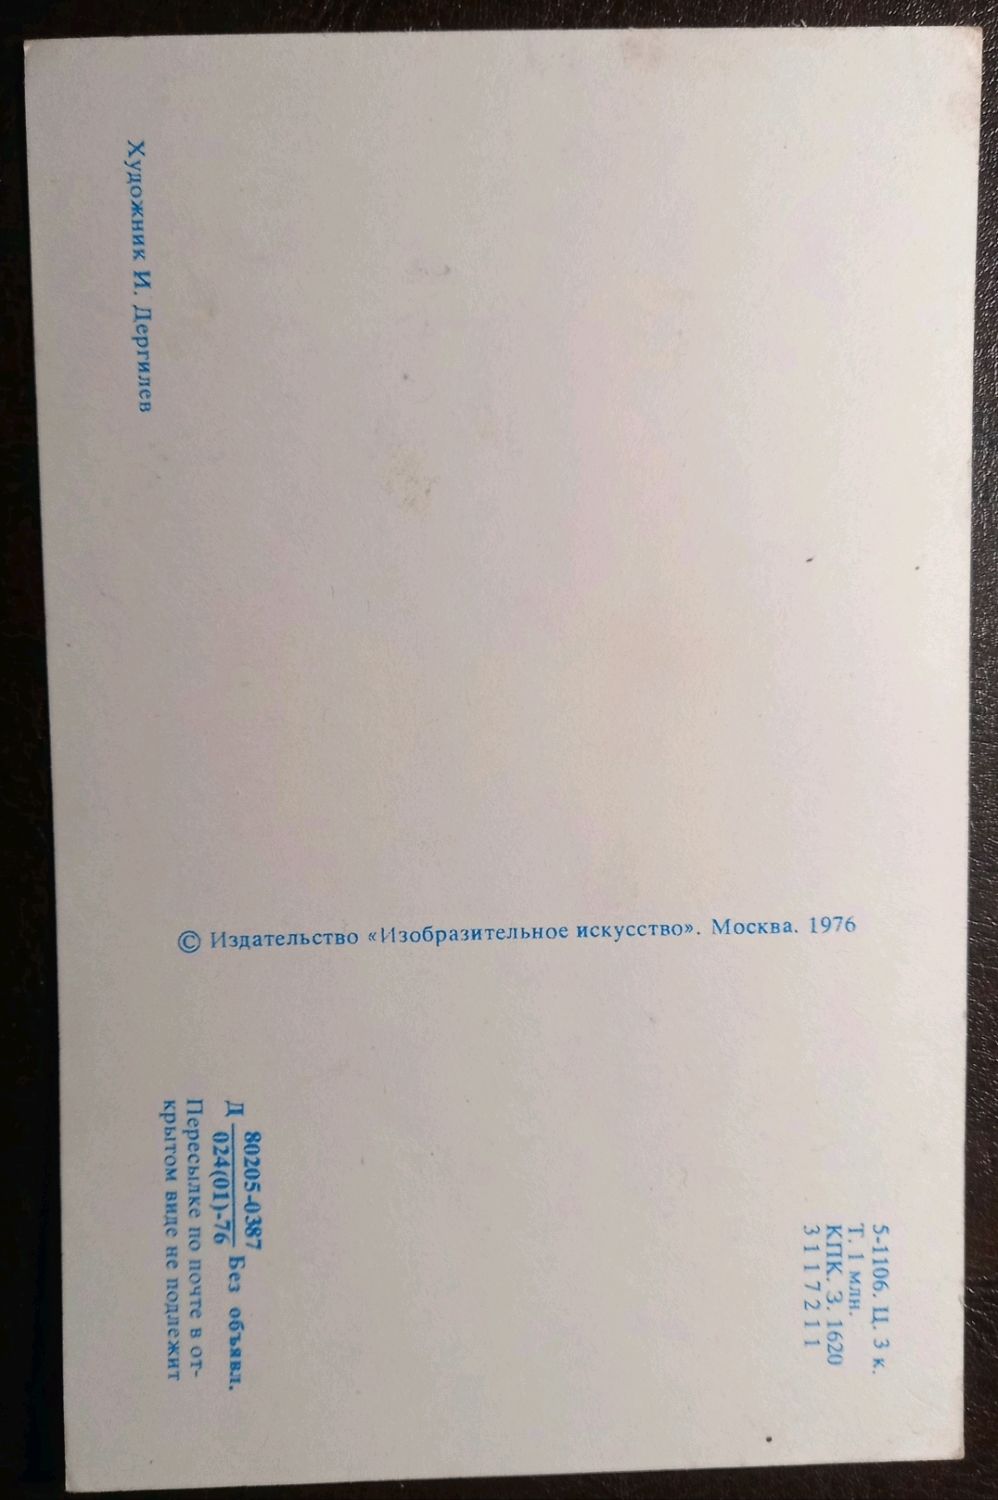 Художник И. Дергилев
© Издательство «Изобразительное искусство». Москва. 1976
5-1106. Ц. 3 к.
Т. 1 млн.
КПК. З. 1620
3 1 1 7 2 1 1
80205-0387
Д ———— Без объявл.
024(01)-76
Пересылке по почте в от-
крытом виде не подлежит